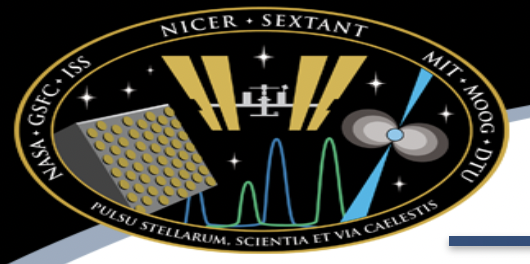 NASA • GSFC • ISS
NICER • SEXTANT
MIT • MOOG • DTU
PULSU STELLARUM, SCIENTIA ET VIA CAELESTIS